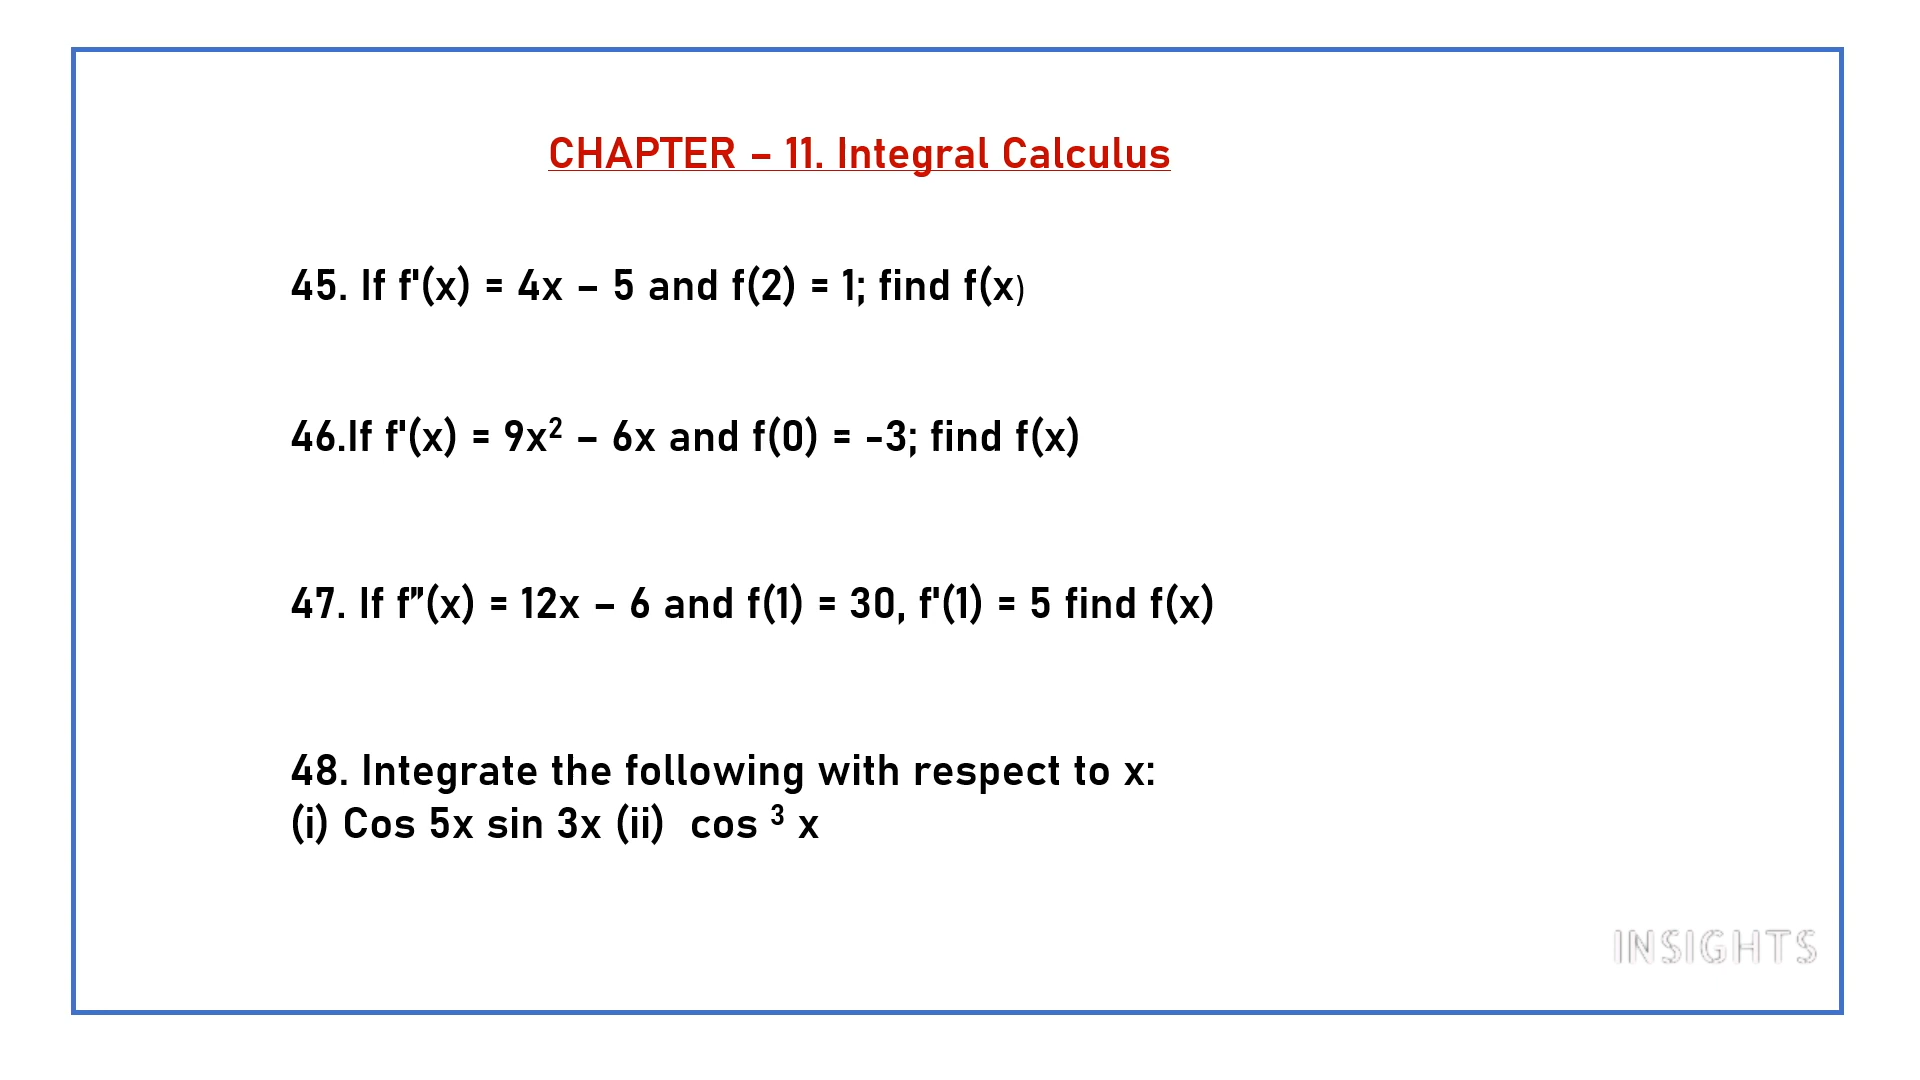 CHAPTER – 11. Integral Calculus
45. If f'(x) = 4x – 5 and f(2) = 1; find f(x)
46.If f'(x) = 9x² – 6x and f(0) = -3; find f(x)
47. If f”(x) = 12x – 6 and f(1) = 30, f'(1) = 5 find f(x)
48. Integrate the following with respect to x:
(i) Cos 5x sin 3x (ii) cos ³ x
INSIGHTS